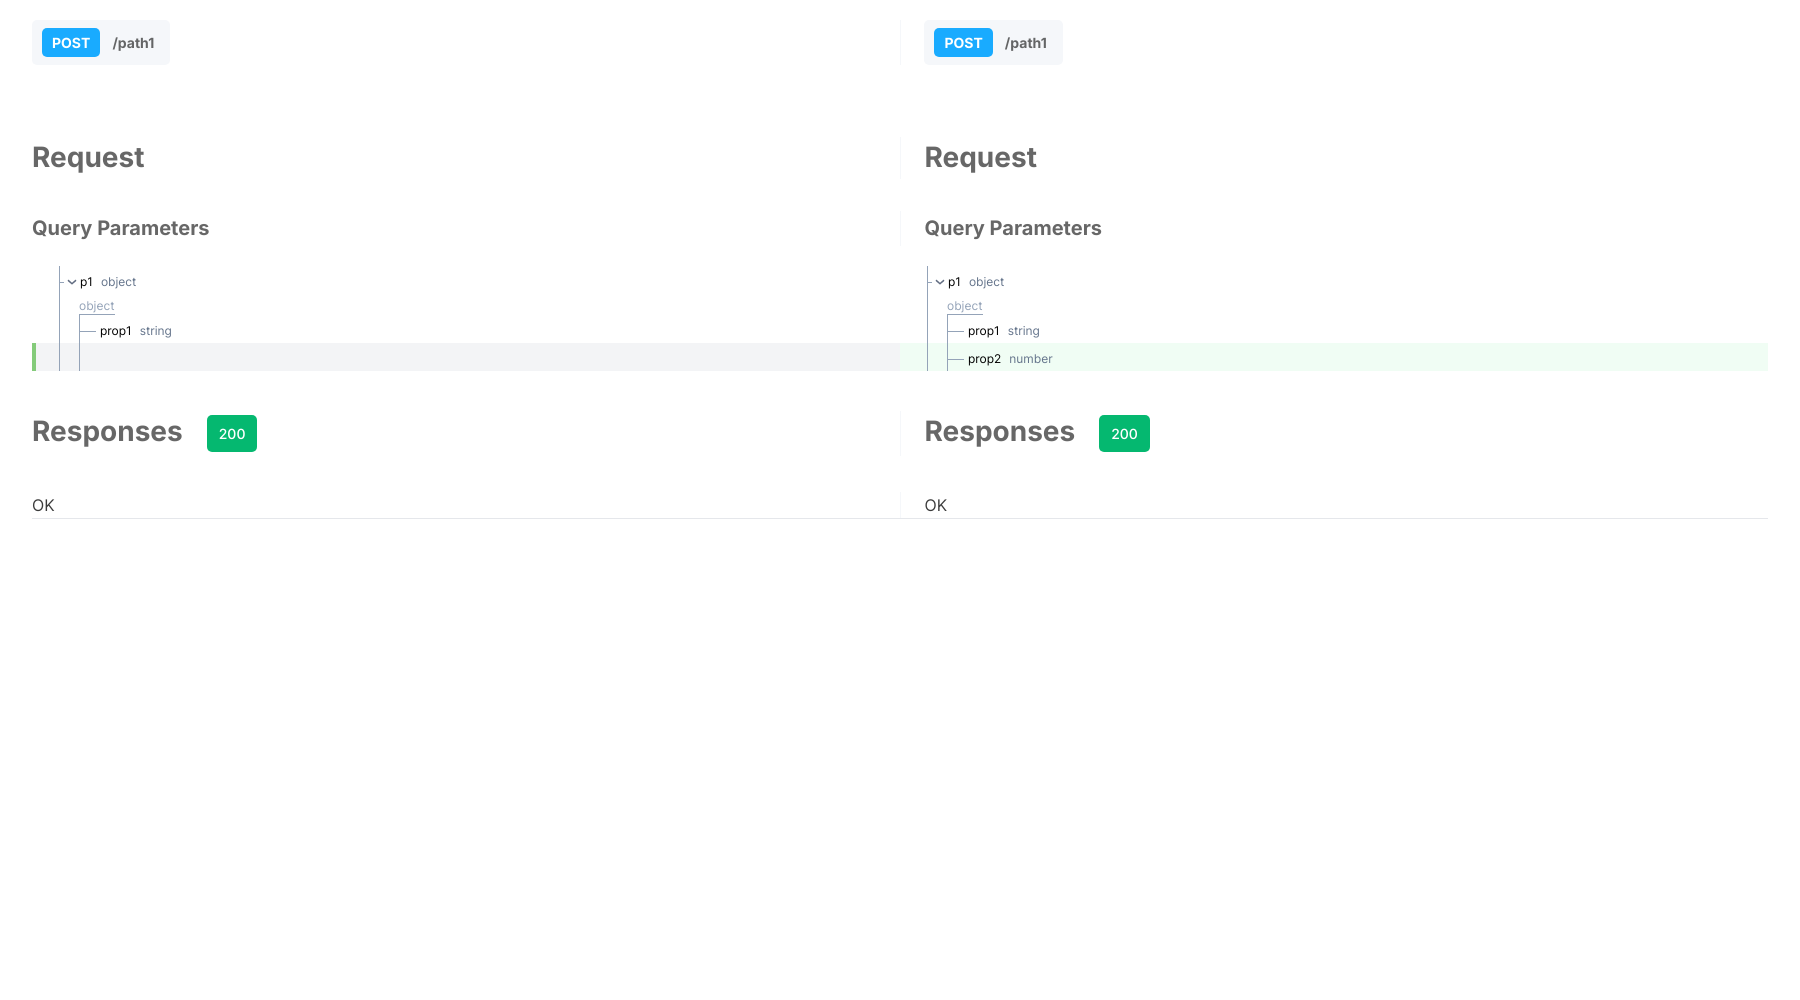 POST /path1 POST /path1
Request Request
Query Parameters Query Parameters
p1 object p1 object
object object
prop1 string prop1 string
prop2 number
Responses 200 Responses 200
OK OK